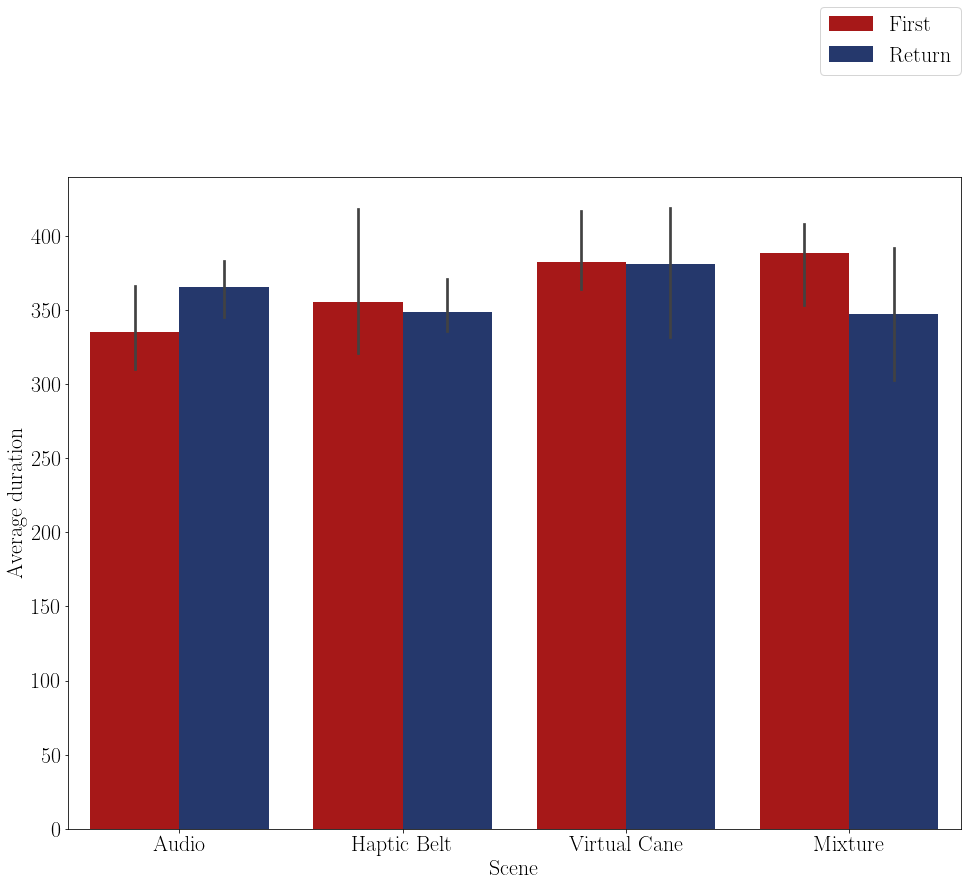 First
Return
400
350
300
250
200
150
100
50
0
Average duration
Audio
Haptic Belt
Virtual Cane
Mixture
Scene